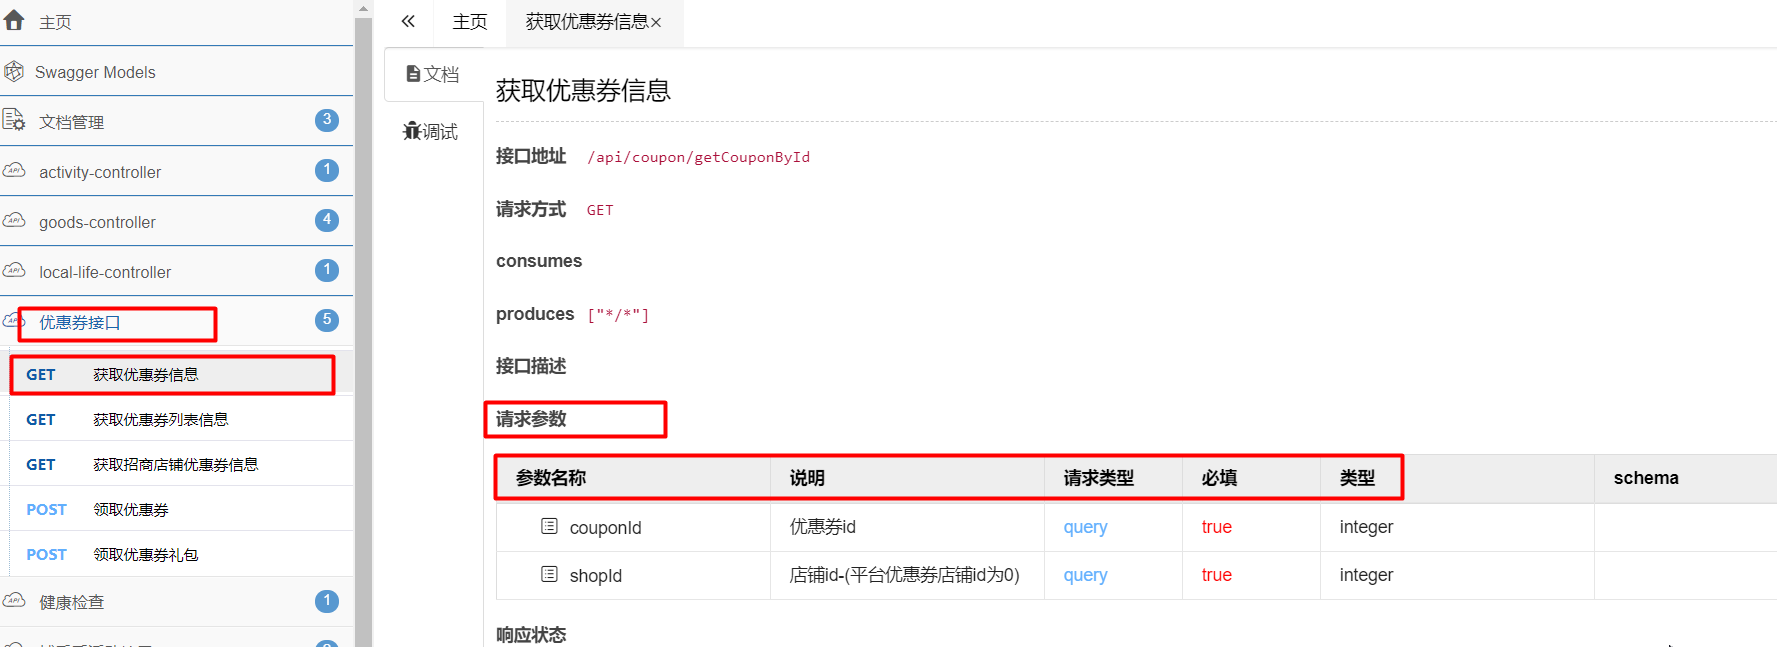 主页
Swagger Models
文档管理 3
activity-controller 1
goods-controller 4
local-life-controller 1
优惠券接口 5
GET 获取优惠券信息
GET 获取优惠券列表信息
GET 获取招商店铺优惠券信息
POST 领取优惠券
POST 领取优惠券礼包
健康检查 1
主页 获取优惠券信息×
文档
调试
获取优惠券信息
接口地址 /api/coupon/getCouponById
请求方式 GET
consumes
produces ["*/*"]
接口描述
请求参数
参数名称 说明 请求类型 必填 类型 schema
couponId 优惠券id query true integer
shopId 店铺id-(平台优惠券店铺id为0) query true integer
响应状态